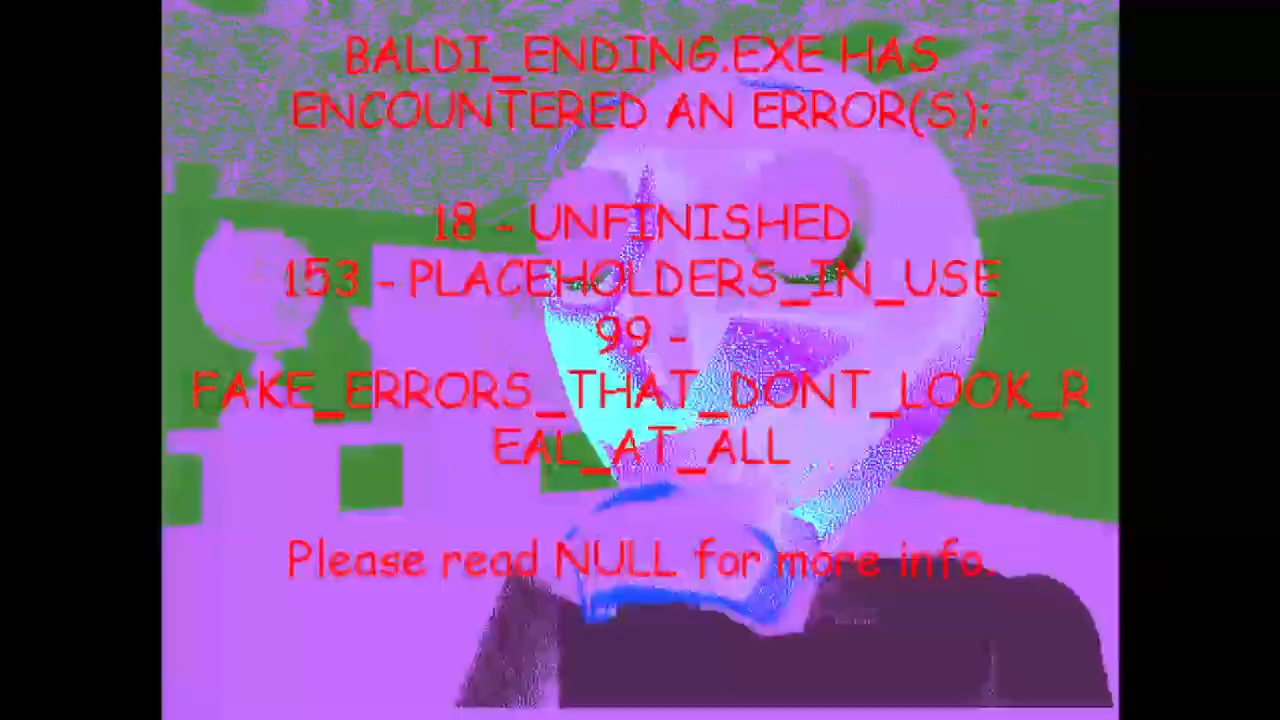 BALDI_ENDING.EXE HAS
ENCOUNTERED AN ERROR(S):
18 - UNFINISHED
153 - PLACEHOLDERS_IN_USE
99 -
FAKE_ERRORS_THAT_DONT_LOOK_R
EAL_AT_ALL
Please read NULL for more info.